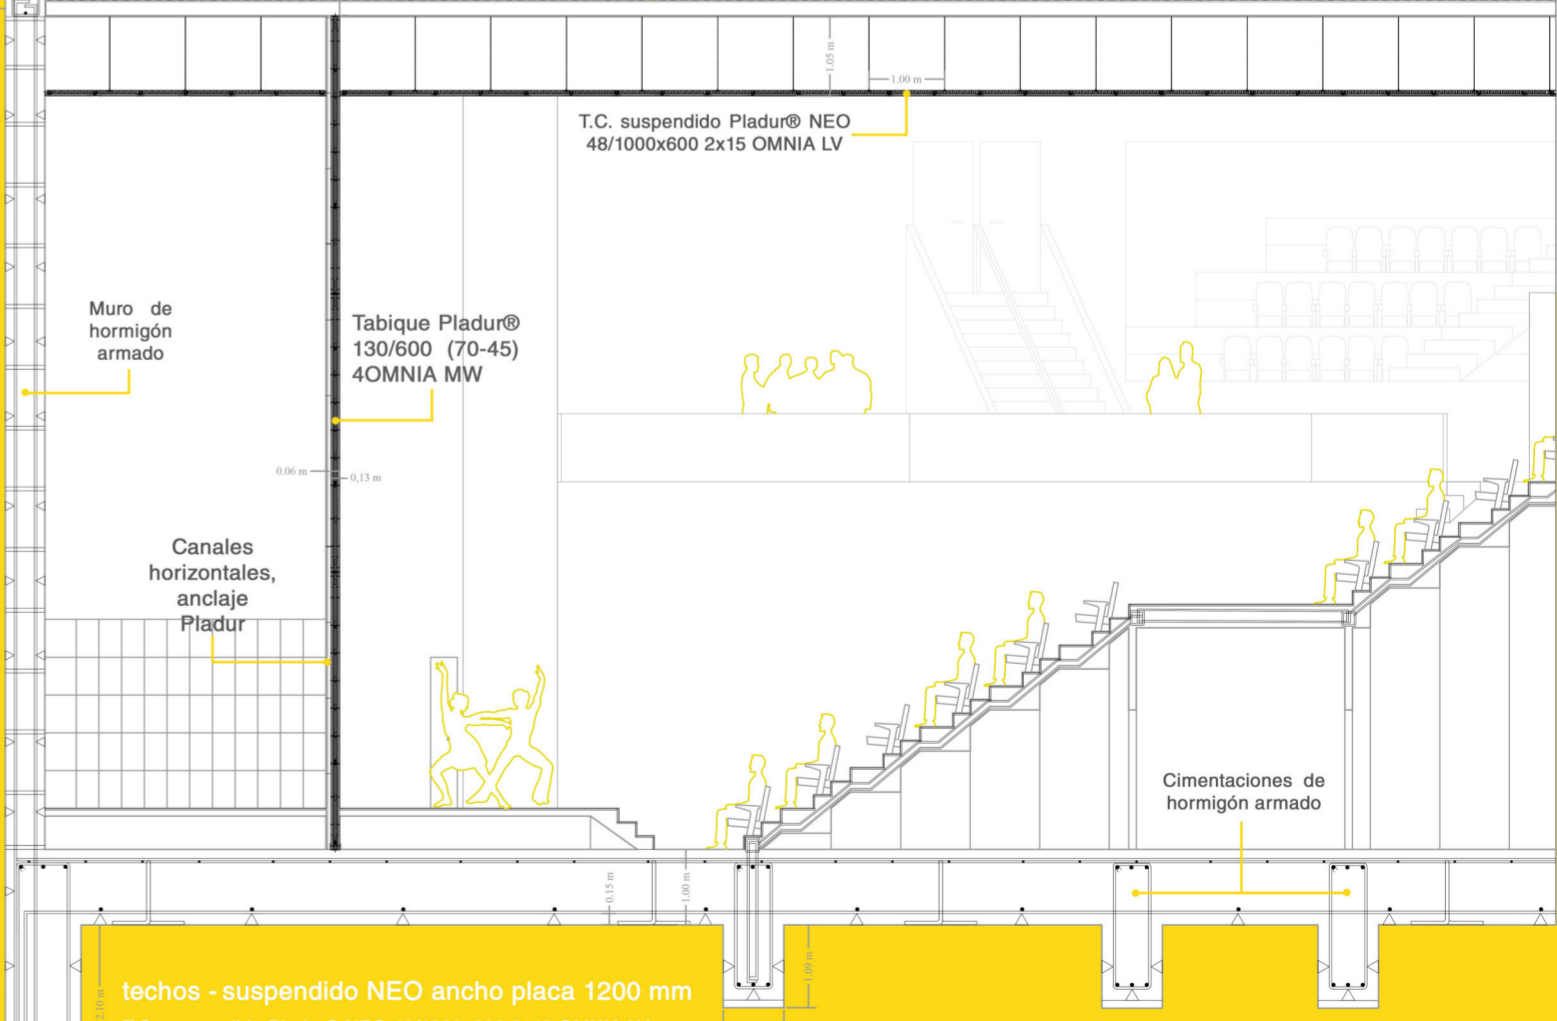 1.05 m
1,00 m
T.C. suspendido Pladur® NEO
48/1000x600 2x15 OMNIA LV
Muro de
hormigón
armado
Tabique Pladur®
130/600 (70-45)
4OMNIA MW
0.06 m
0,13 m
Canales
horizontales,
anclaje
Pladur
Cimentaciones de
hormigón armado
0.15 m
1.00 m
1,09 m
2.10 m
techos - suspendido NEO ancho placa 1200 mm